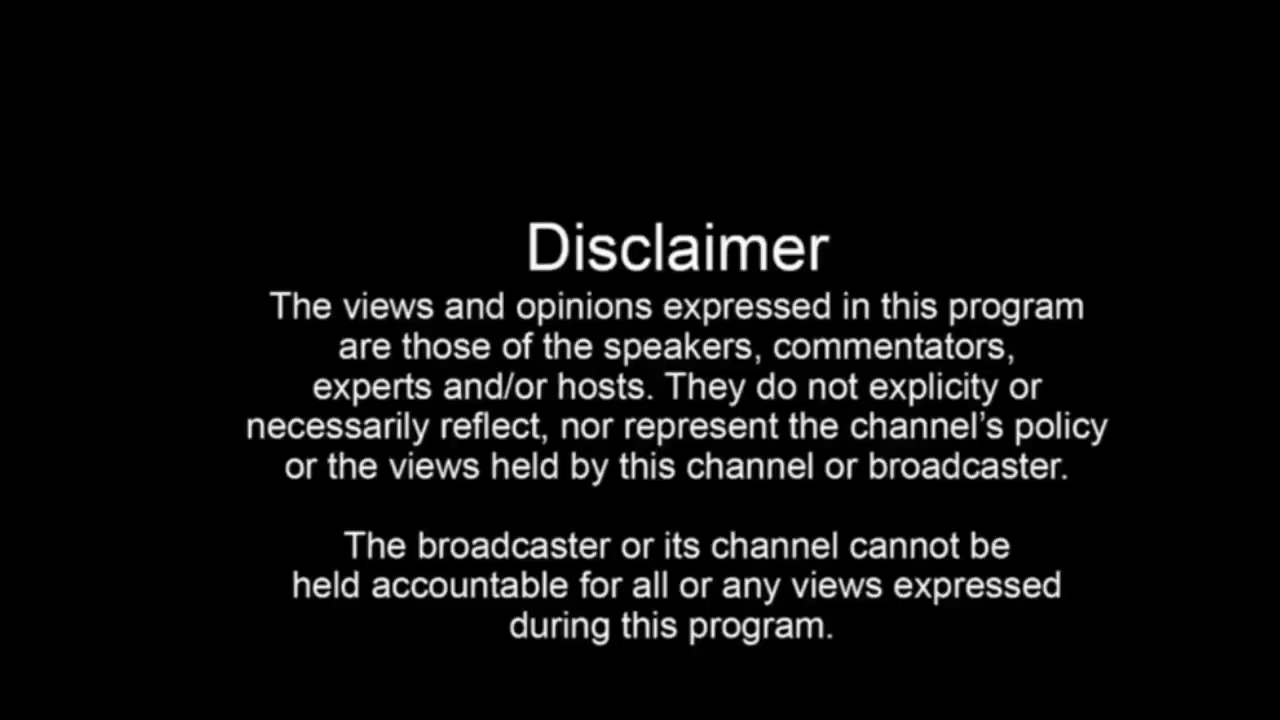 Disclaimer
The views and opinions expressed in this program
are those of the speakers, commentators,
experts and/or hosts. They do not explicity or
necessarily reflect, nor represent the channel’s policy
or the views held by this channel or broadcaster.
The broadcaster or its channel cannot be
held accountable for all or any views expressed
during this program.